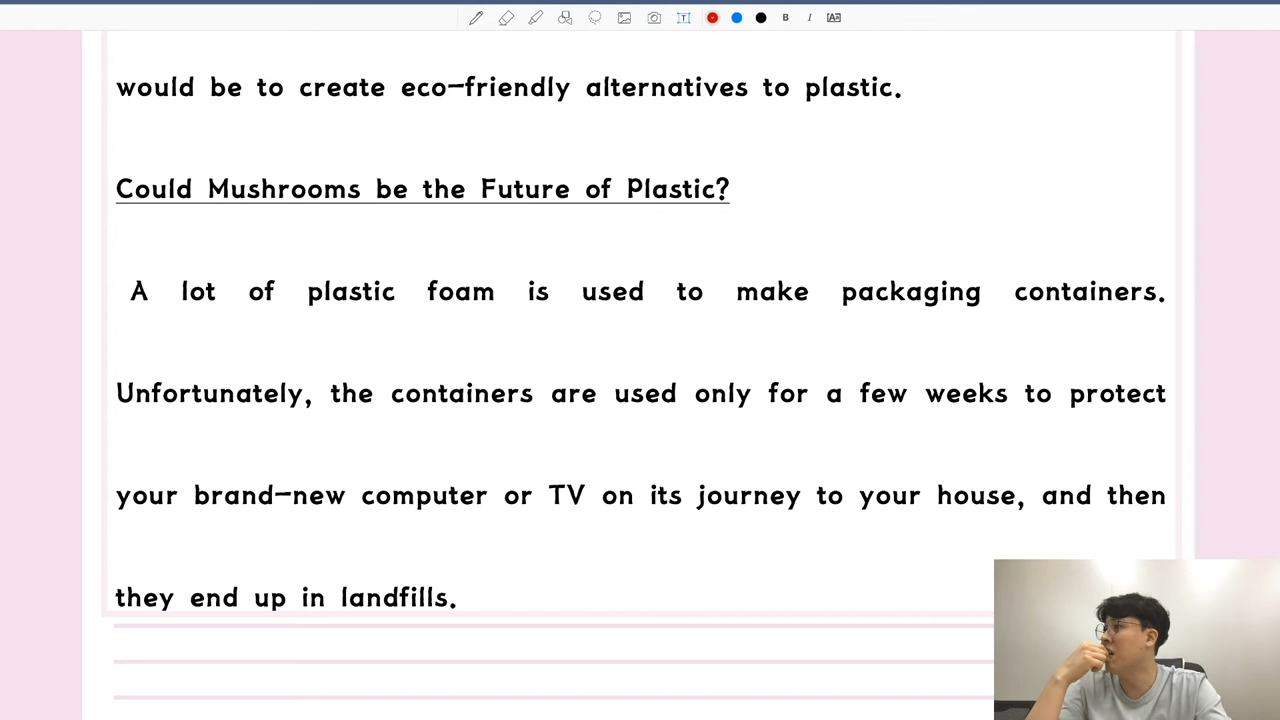 T
B
I
A
would be to create eco-friendly alternatives to plastic.
Could Mushrooms be the Future of Plastic?
A lot of plastic foam is used to make packaging containers.
Unfortunately, the containers are used only for a few weeks to protect
your brand-new computer or TV on its journey to your house, and then
they end up in landfills.